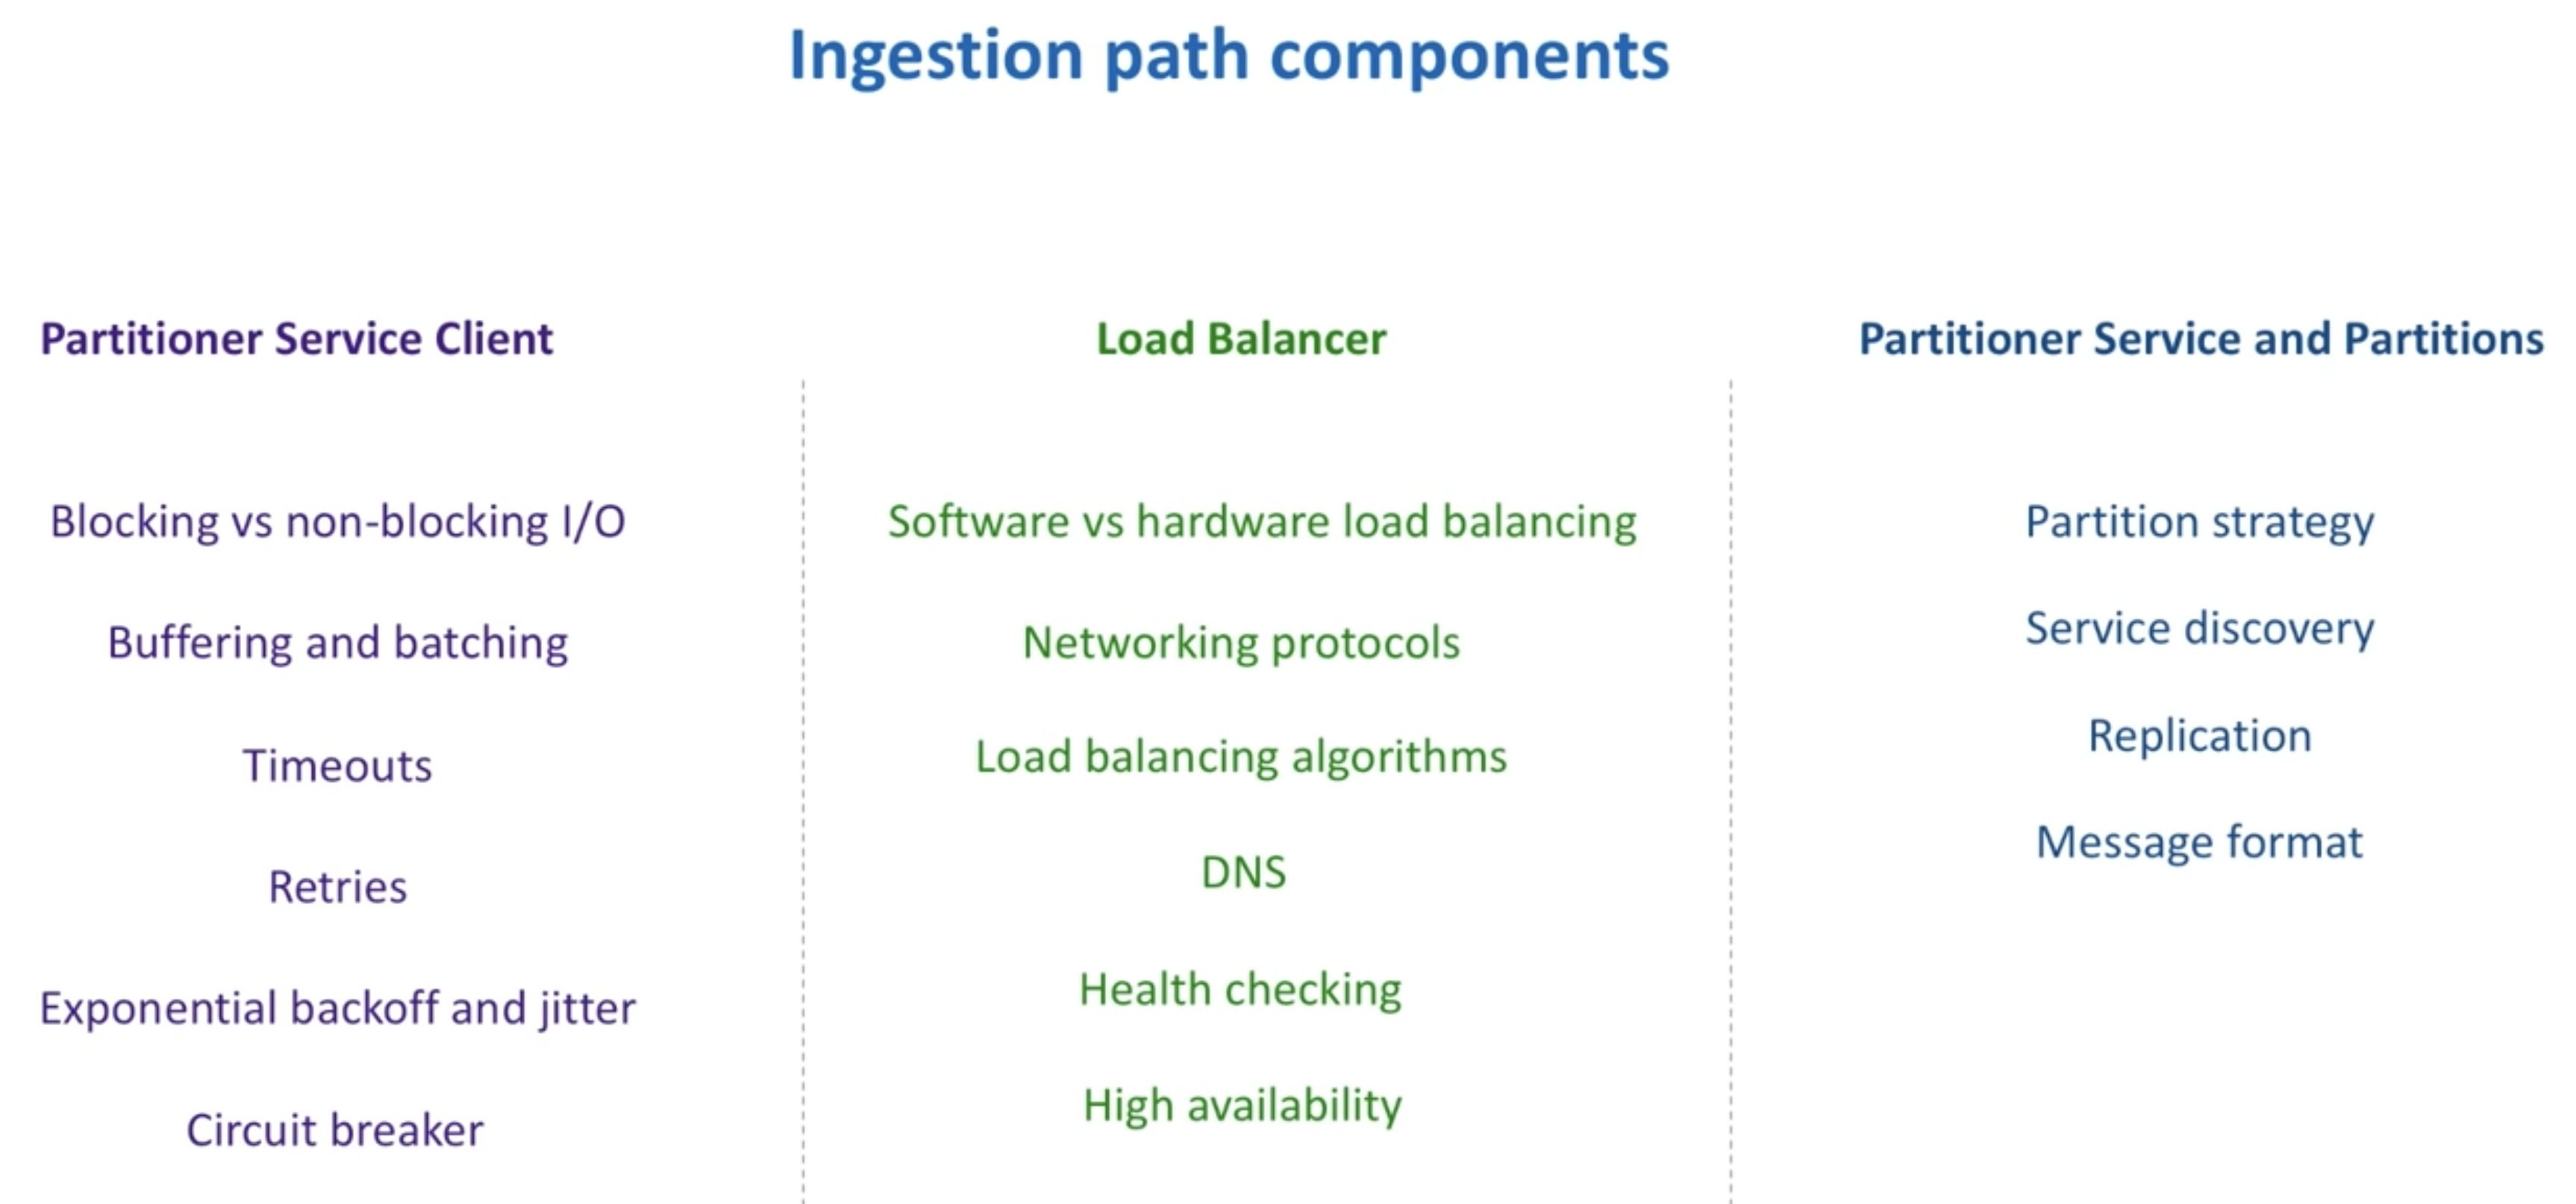 Ingestion path components
Partitioner Service Client
Blocking vs non-blocking I/O
Buffering and batching
Timeouts
Retries
Exponential backoff and jitter
Circuit breaker
Load Balancer
Software vs hardware load balancing
Networking protocols
Load balancing algorithms
DNS
Health checking
High availability
Partitioner Service and Partitions
Partition strategy
Service discovery
Replication
Message format